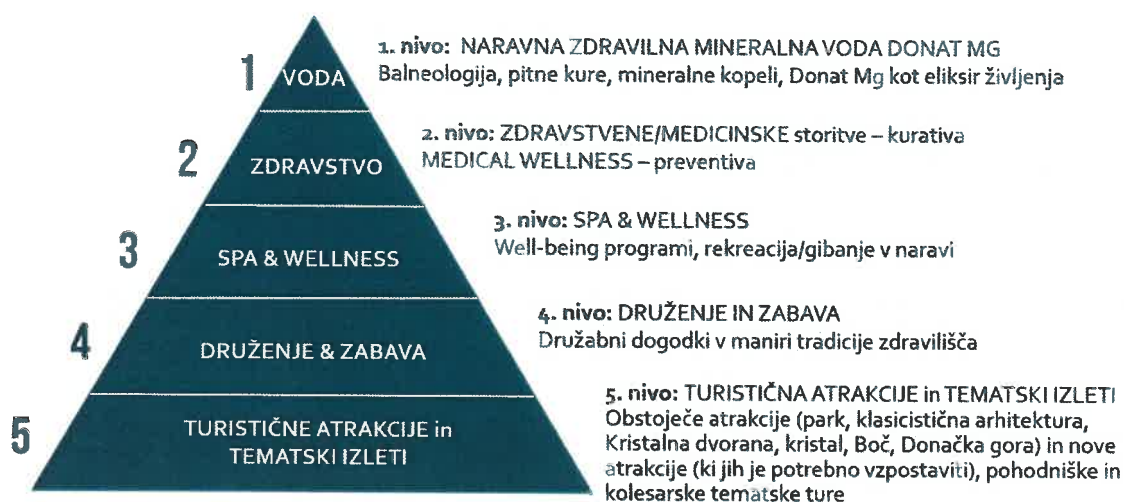 1
VODA
1. nivo: NARAVNA ZDRAVILNA MINERALNA VODA DONAT MG
Balneologija, pitne kure, mineralne kopeli, Donat Mg kot eliksir življenja
2
ZDRAVSTVO
2. nivo: ZDRAVSTVENE/MEDICINSKE storitve – kurativa
MEDICAL WELLNESS – preventiva
3
SPA & WELLNESS
3. nivo: SPA & WELLNESS
Well-being programi, rekreacija/gibanje v naravi
4
DRUŽENJE & ZABAVA
4. nivo: DRUŽENJE IN ZABAVA
Družabni dogodki v maniri tradicije zdravilišča
5
TURISTIČNE ATRAKCIJE in
TEMATSKI IZLETI
5. nivo: TURISTIČNA ATRAKCIJE in TEMATSKI IZLETI
Obstoječe atrakcije (park, klasicistična arhitektura,
Kristalna dvorana, kristal, Boč, Donačka gora) in nove
atrakcije (ki jih je potrebno vzpostaviti), pohodniške in
kolesarske tematske ture